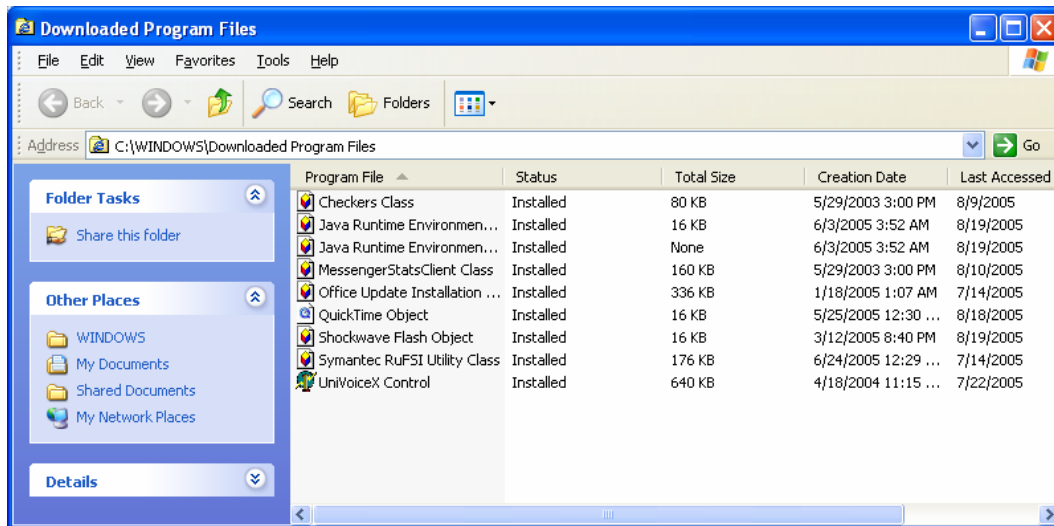 Downloaded Program Files
File Edit View Favorites Tools Help
Back Search Folders
Address C:\WINDOWS\Downloaded Program Files Go
Folder Tasks
Share this folder
Other Places
WINDOWS
My Documents
Shared Documents
My Network Places
Details
Program File Status Total Size Creation Date Last Accessed
Checkers Class Installed 80 KB 5/29/2003 3:00 PM 8/9/2005
Java Runtime Environmen... Installed 16 KB 6/3/2005 3:52 AM 8/19/2005
Java Runtime Environmen... Installed None 6/3/2005 3:52 AM 8/19/2005
MessengerStatsClient Class Installed 160 KB 5/29/2003 3:00 PM 8/10/2005
Office Update Installation ... Installed 336 KB 1/18/2005 1:07 AM 7/14/2005
QuickTime Object Installed 16 KB 5/25/2005 12:30 ... 8/18/2005
Shockwave Flash Object Installed 16 KB 3/12/2005 8:40 PM 8/19/2005
Symantec RuFSI Utility Class Installed 176 KB 6/24/2005 12:29 ... 7/14/2005
UniVoiceX Control Installed 640 KB 4/18/2004 11:15 ... 7/22/2005